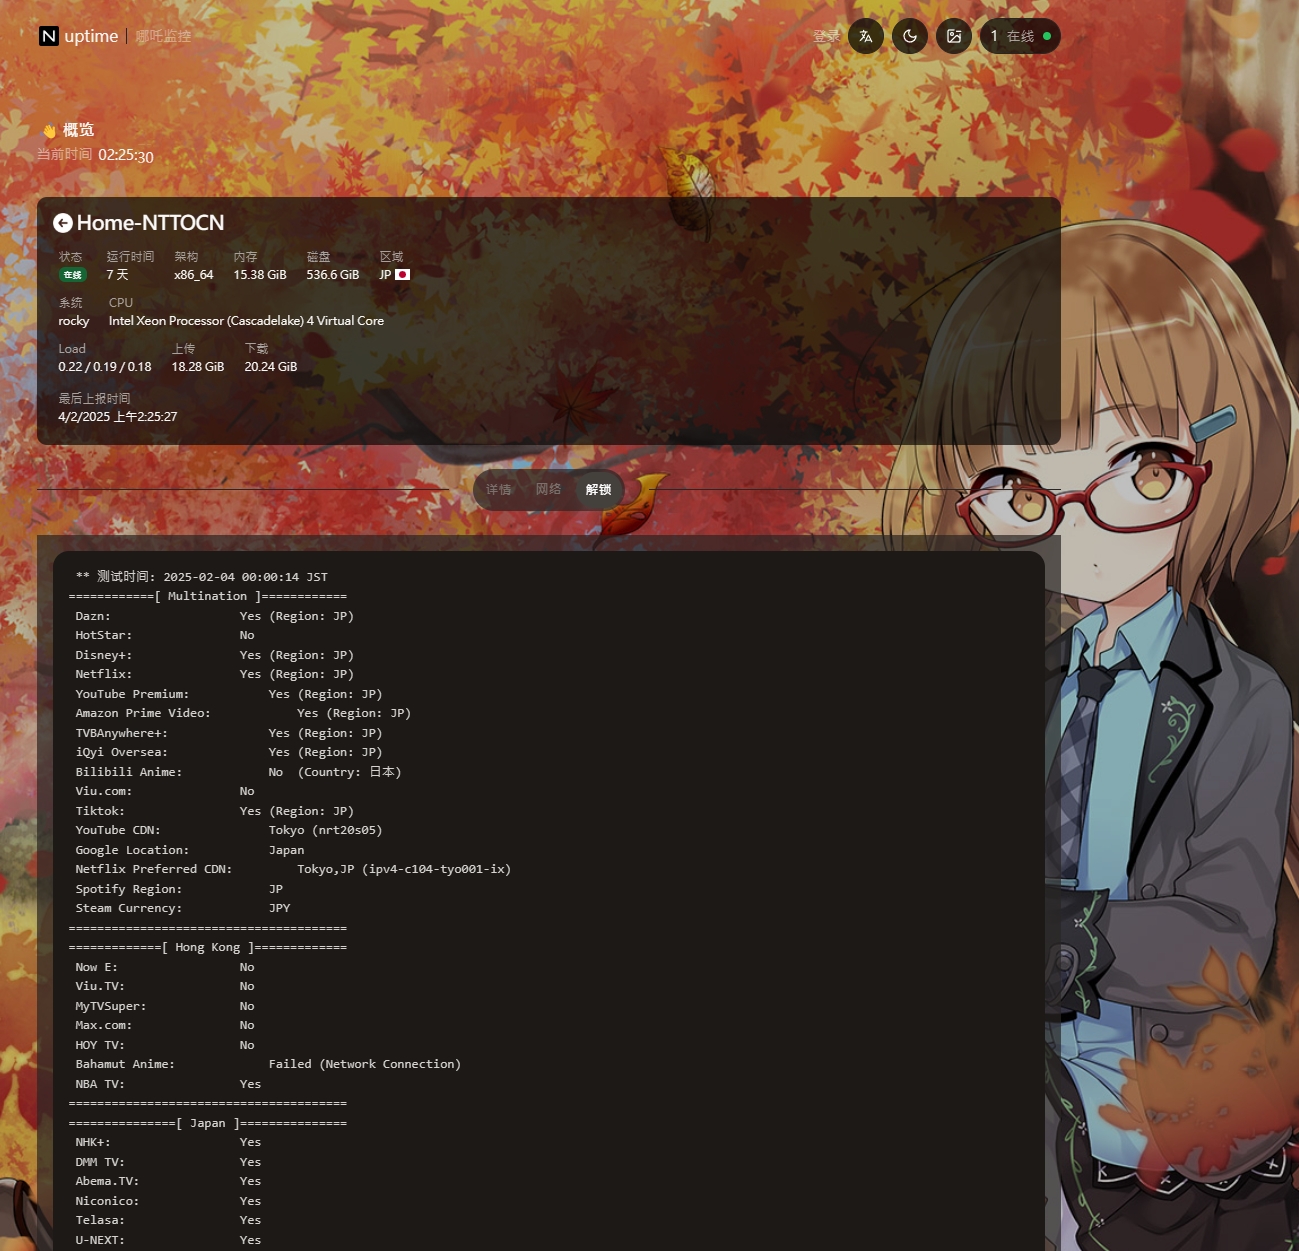 N uptime | 哪吒监控
登录 1 在线
👋 概览
当前时间 02:25:30
Home-NTTOCN
状态 运行时间 架构 内存 磁盘 区域
在线 7 天 x86_64 15.38 GiB 536.6 GiB JP
系统 CPU
rocky Intel Xeon Processor (Cascadelake) 4 Virtual Core
Load 上传 下载
0.22 / 0.19 / 0.18 18.28 GiB 20.24 GiB
最后上报时间
4/2/2025 上午2:25:27
详情 网络 解锁
** 测试时间: 2025-02-04 00:00:14 JST
============[ Multination ]============
Dazn: Yes (Region: JP)
HotStar: No
Disney+: Yes (Region: JP)
Netflix: Yes (Region: JP)
YouTube Premium: Yes (Region: JP)
Amazon Prime Video: Yes (Region: JP)
TVBAnywhere+: Yes (Region: JP)
iQyi Oversea: Yes (Region: JP)
Bilibili Anime: No (Country: 日本)
Viu.com: No
Tiktok: Yes (Region: JP)
YouTube CDN: Tokyo (nrt20s05)
Google Location: Japan
Netflix Preferred CDN: Tokyo,JP (ipv4-c104-tyo001-ix)
Spotify Region: JP
Steam Currency: JPY
=======================================
=============[ Hong Kong ]=============
Now E: No
Viu.TV: No
MyTVSuper: No
Max.com: No
HOY TV: No
Bahamut Anime: Failed (Network Connection)
NBA TV: Yes
=======================================
===============[ Japan ]===============
NHK+: Yes
DMM TV: Yes
Abema.TV: Yes
Niconico: Yes
Telasa: Yes
U-NEXT: Yes